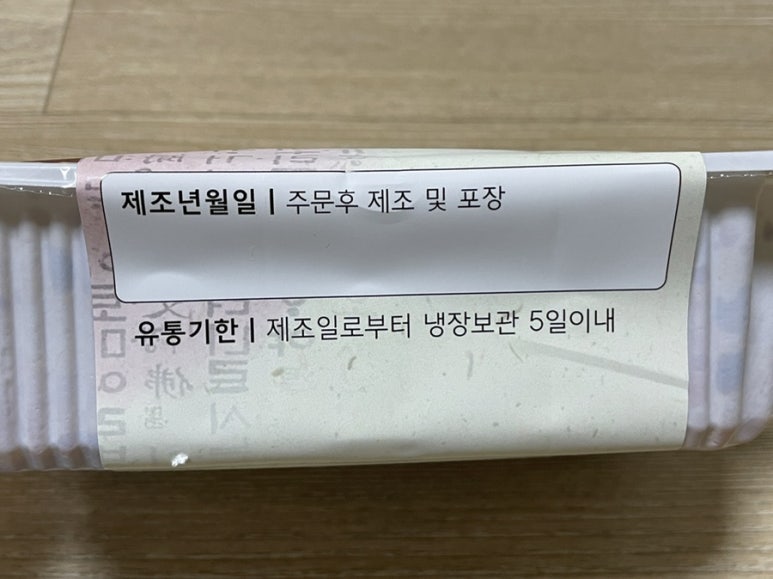 제조년월일 | 주문후 제조 및 포장
유통기한 | 제조일로부터 냉장보관 5일이내